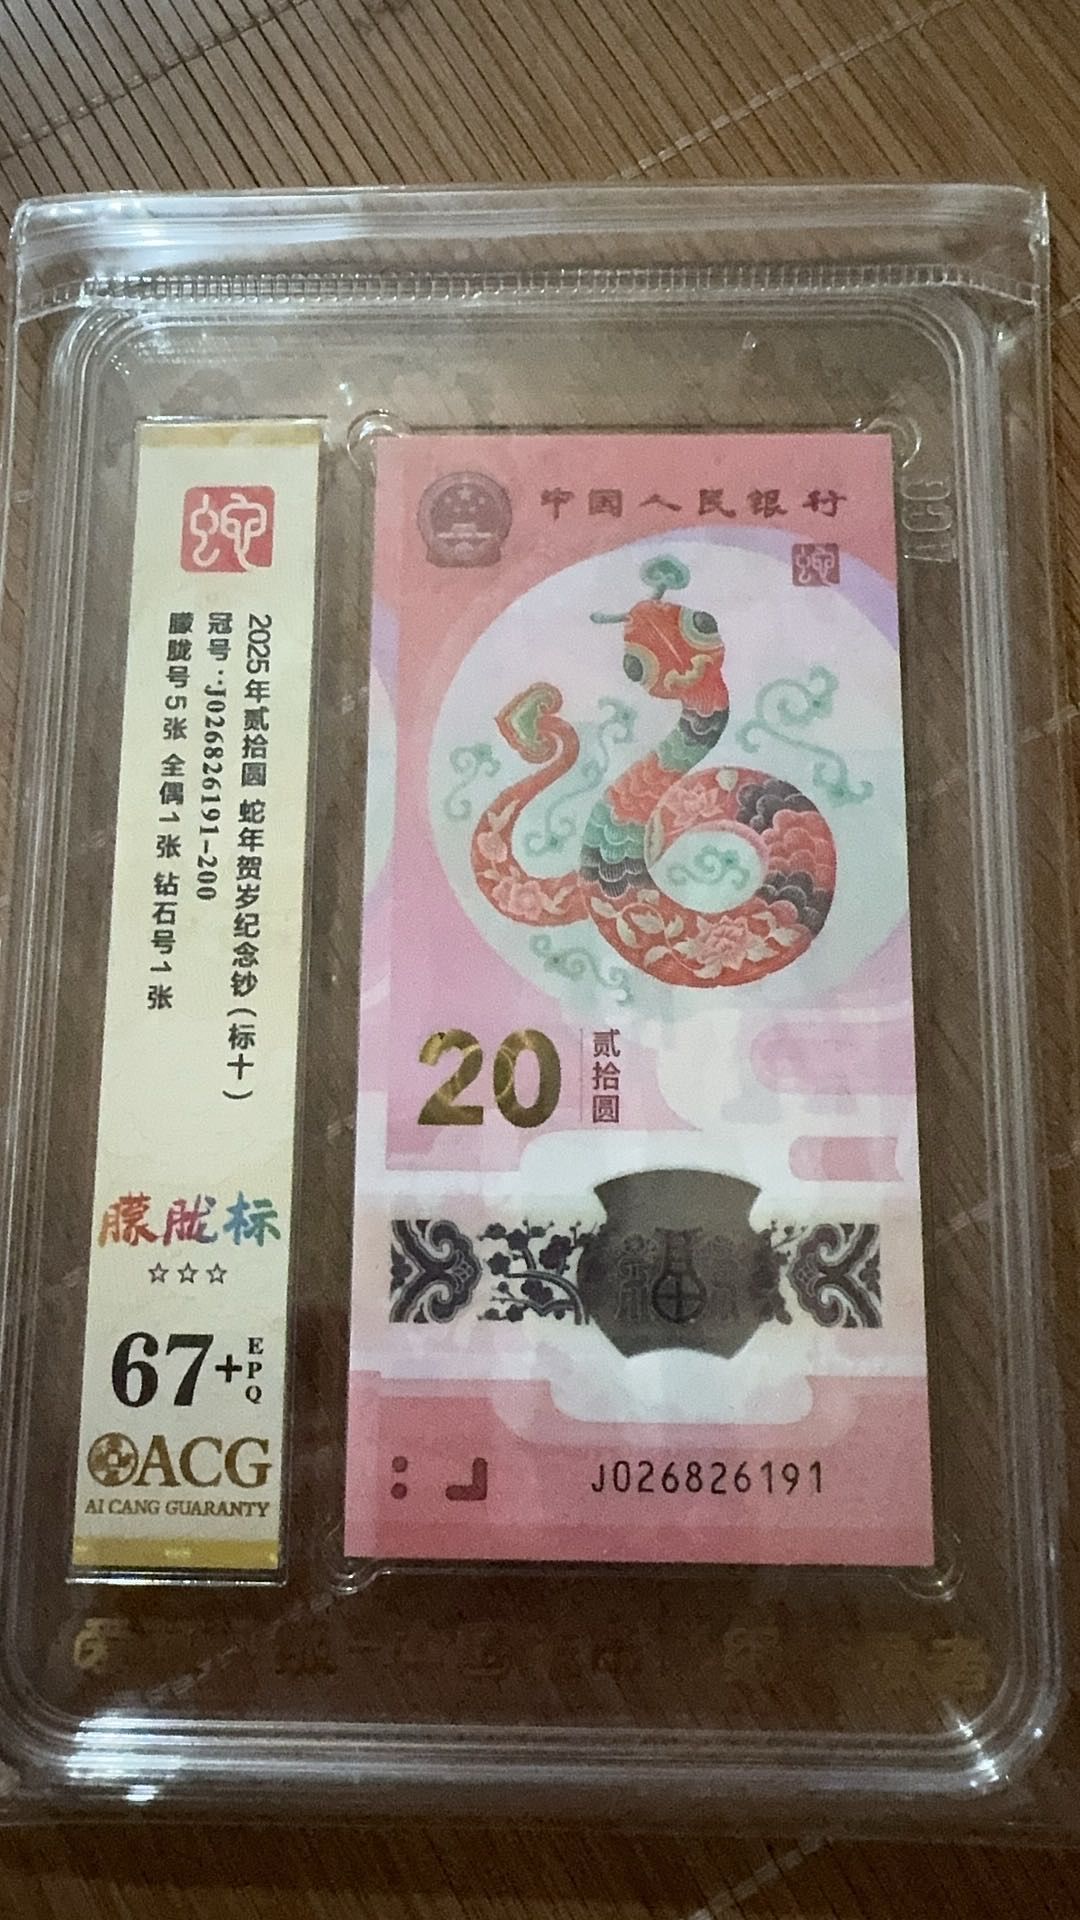 蛇
2025年贰拾圆 蛇年贺岁纪念钞(标十)
冠号:J026826191-200
朦胧号5张 全偶1张 钻石号1张
朦胧标
67+EPQ
ACG
AI CANG GUARANTY
中国人民银行
蛇
20 贰拾圆
J026826191
ACG